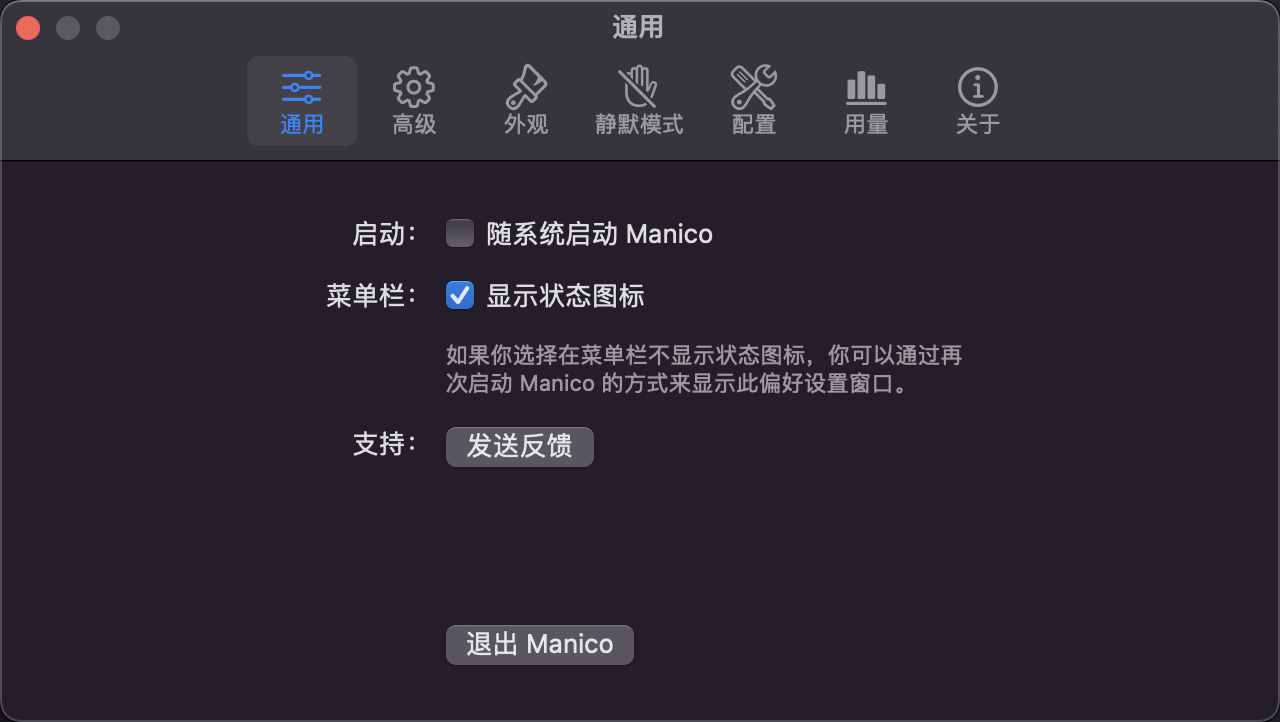 通用
通用
高级
外观
静默模式
配置
用量
关于
启动： 随系统启动 Manico
菜单栏： 显示状态图标
如果你选择在菜单栏不显示状态图标，你可以通过再
次启动 Manico 的方式来显示此偏好设置窗口。
支持： 发送反馈
退出 Manico